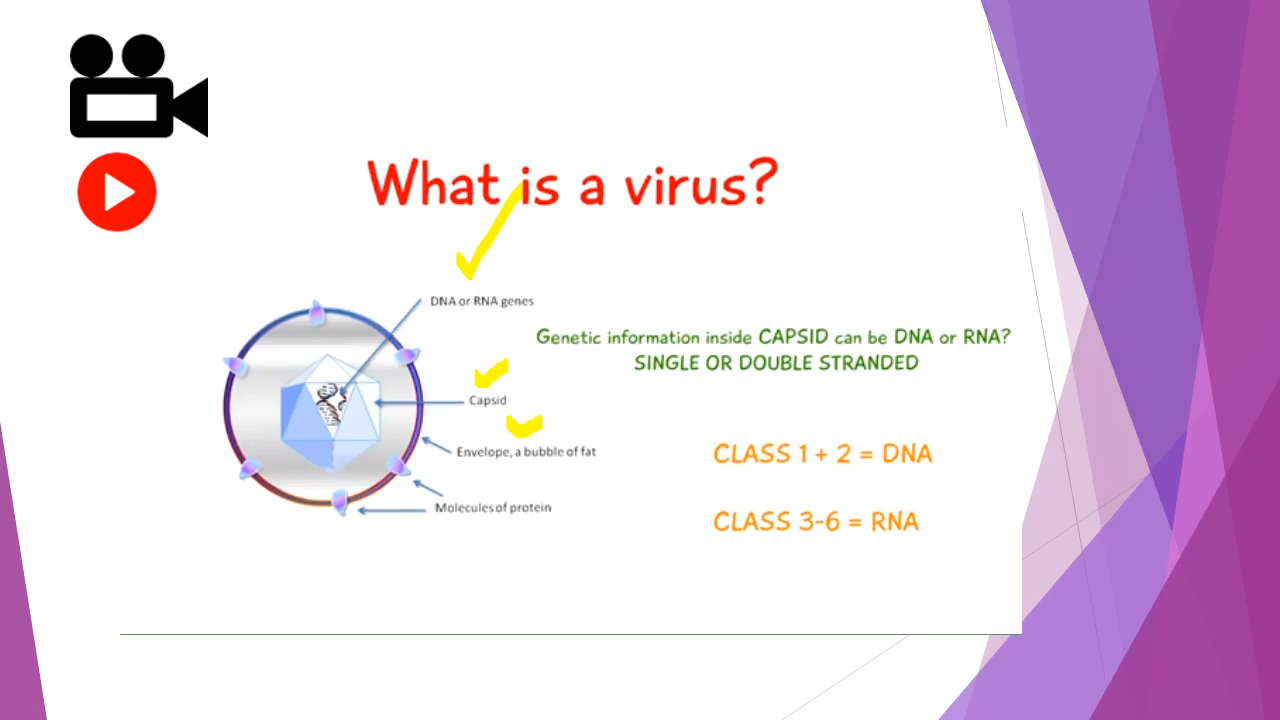 What is a virus?
DNA or RNA genes
Genetic information inside CAPSID can be DNA or RNA?
SINGLE OR DOUBLE STRANDED
Capsid
Envelope, a bubble of fat
CLASS 1 + 2 = DNA
Molecules of protein
CLASS 3-6 = RNA